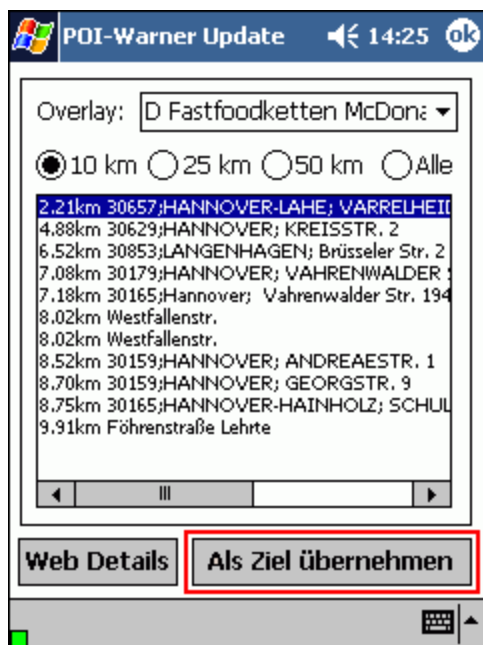 POI-Warner Update 14:25 ok
Overlay: D Fastfoodketten McDona
10 km 25 km 50 km Alle
2.21km 30657;HANNOVER-LAHE; VARRELHEID
4.88km 30629;HANNOVER; KREISSTR. 2
6.52km 30853;LANGENHAGEN; Brüsseler Str. 2
7.08km 30179;HANNOVER; VAHRENWALDER
7.18km 30165;Hannover; Vahrenwalder Str. 194
8.02km Westfallenstr.
8.02km Westfallenstr.
8.52km 30159;HANNOVER; ANDREAESTR. 1
8.70km 30159;HANNOVER; GEORGSTR. 9
8.75km 30165;HANNOVER-HAINHOLZ; SCHUL
9.91km Föhrenstraße Lehrte
Web Details Als Ziel übernehmen